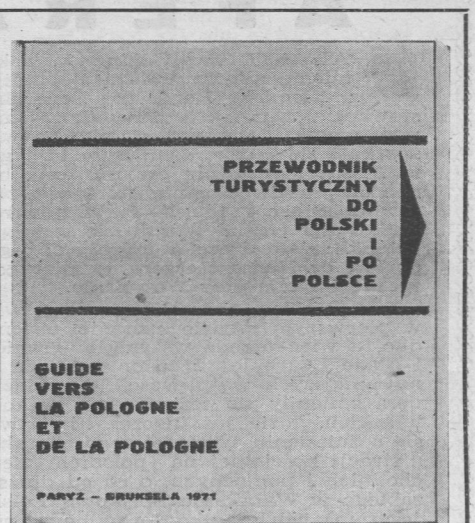 PRZEWODNIK
TURYSTYCZNY
DO
POLSKI
I
PO
POLSCE
GUIDE
VERS
LA POLOGNE
ET
DE LA POLOGNE
PARYŻ – BRUKSELA 1971